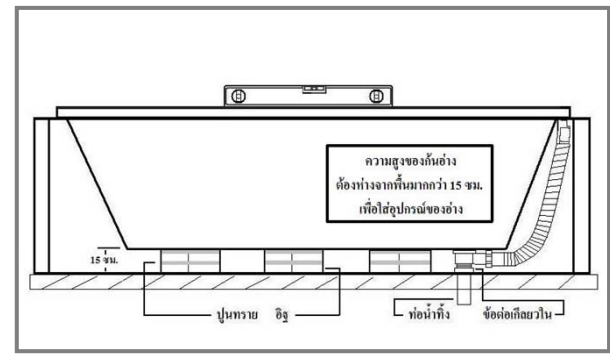 ความสูงของก้นอ่าง
ต้องห่างจากพื้นมากกว่า 15 ซม.
เพื่อใส่อุปกรณ์ของอ่าง
15 ซม.
ปูนทราย อิฐ
ท่อน้ำทิ้ง
ข้อต่อเกลียวใน